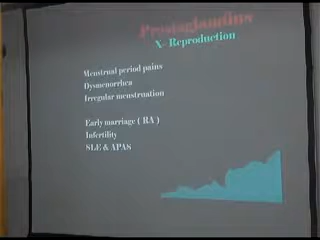 Prostaglandins
X- Reproduction
Menstrual period pains
Dysmenorrhea
Irregular menstruation
Early marriage ( RA )
Infertility
SLE & APAS